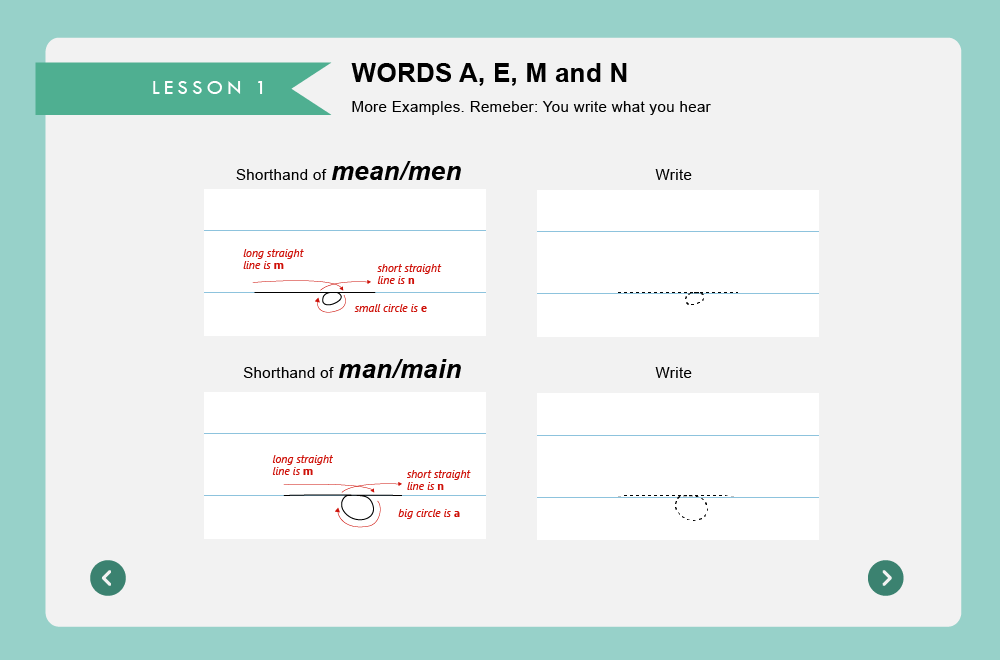 LESSON 1
WORDS A, E, M and N
More Examples. Remeber: You write what you hear
Shorthand of mean/men
Write
long straight
line is m
short straight
line is n
small circle is e
Shorthand of man/main
Write
long straight
line is m
short straight
line is n
big circle is a